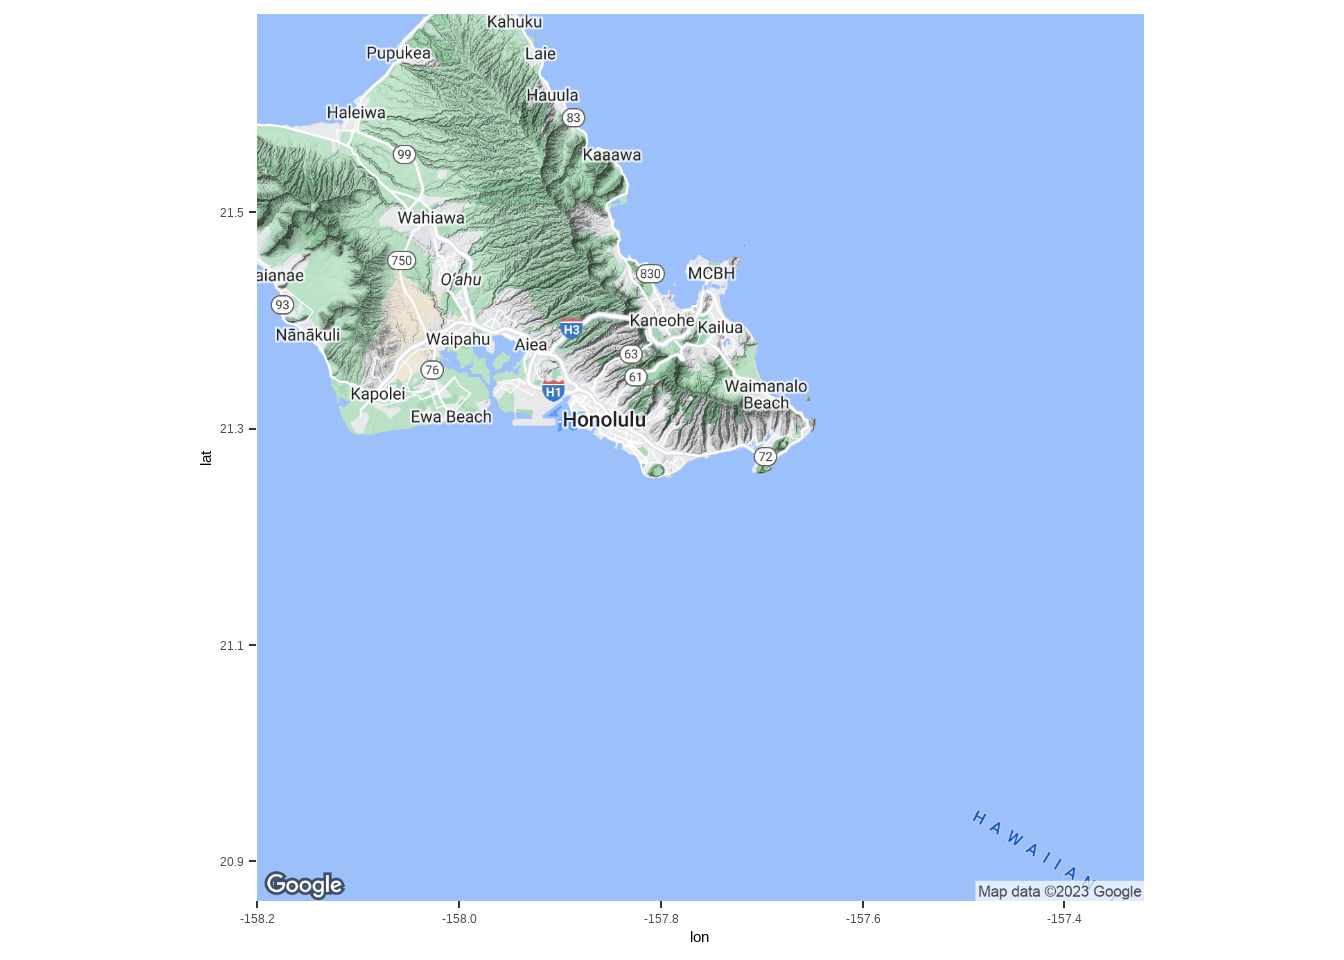 Kahuku
Pupukea
Laie
Hauula
Haleiwa
83
99
Kaaawa
21.5
Wahiawa
750
O‘ahu
830
MCBH
aianae
93
Nānākuli
H3
Kaneohe
Kailua
Waipahu
Aiea
63
76
61
Kapolei
H1
Waimanalo
Beach
Ewa Beach
Honolulu
21.3
72
lat
21.1
HAWAIIAN
20.9
Google
Map data ©2023 Google
-158.2
-158.0
-157.8
-157.6
-157.4
lon